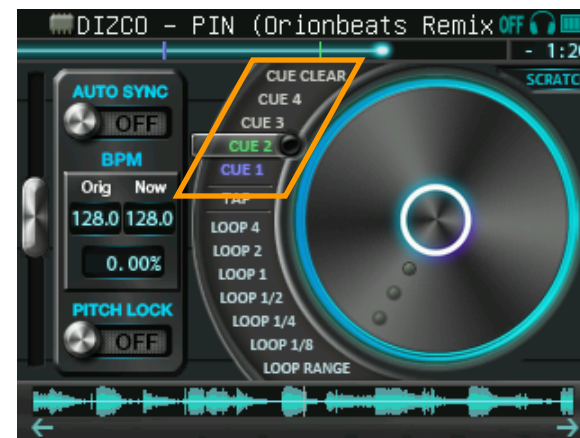 DIZCO - PIN (Orionbeats Remix OFF
- 1:20
SCRATC
AUTO SYNC
OFF
BPM
Orig Now
128.0 128.0
0.00%
PITCH LOCK
OFF
CUE CLEAR
CUE 4
CUE 3
CUE 2
CUE 1
TAP
LOOP 4
LOOP 2
LOOP 1
LOOP 1/2
LOOP 1/4
LOOP 1/8
LOOP RANGE